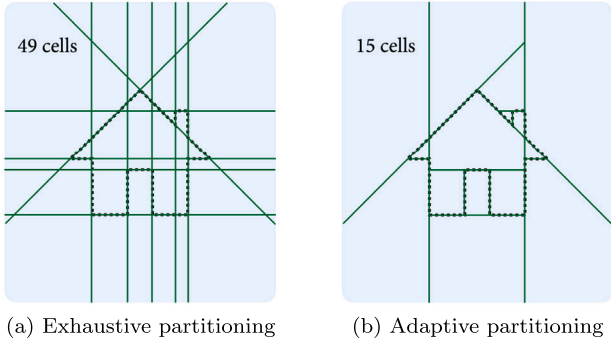 49 cells
15 cells
(a) Exhaustive partitioning
(b) Adaptive partitioning